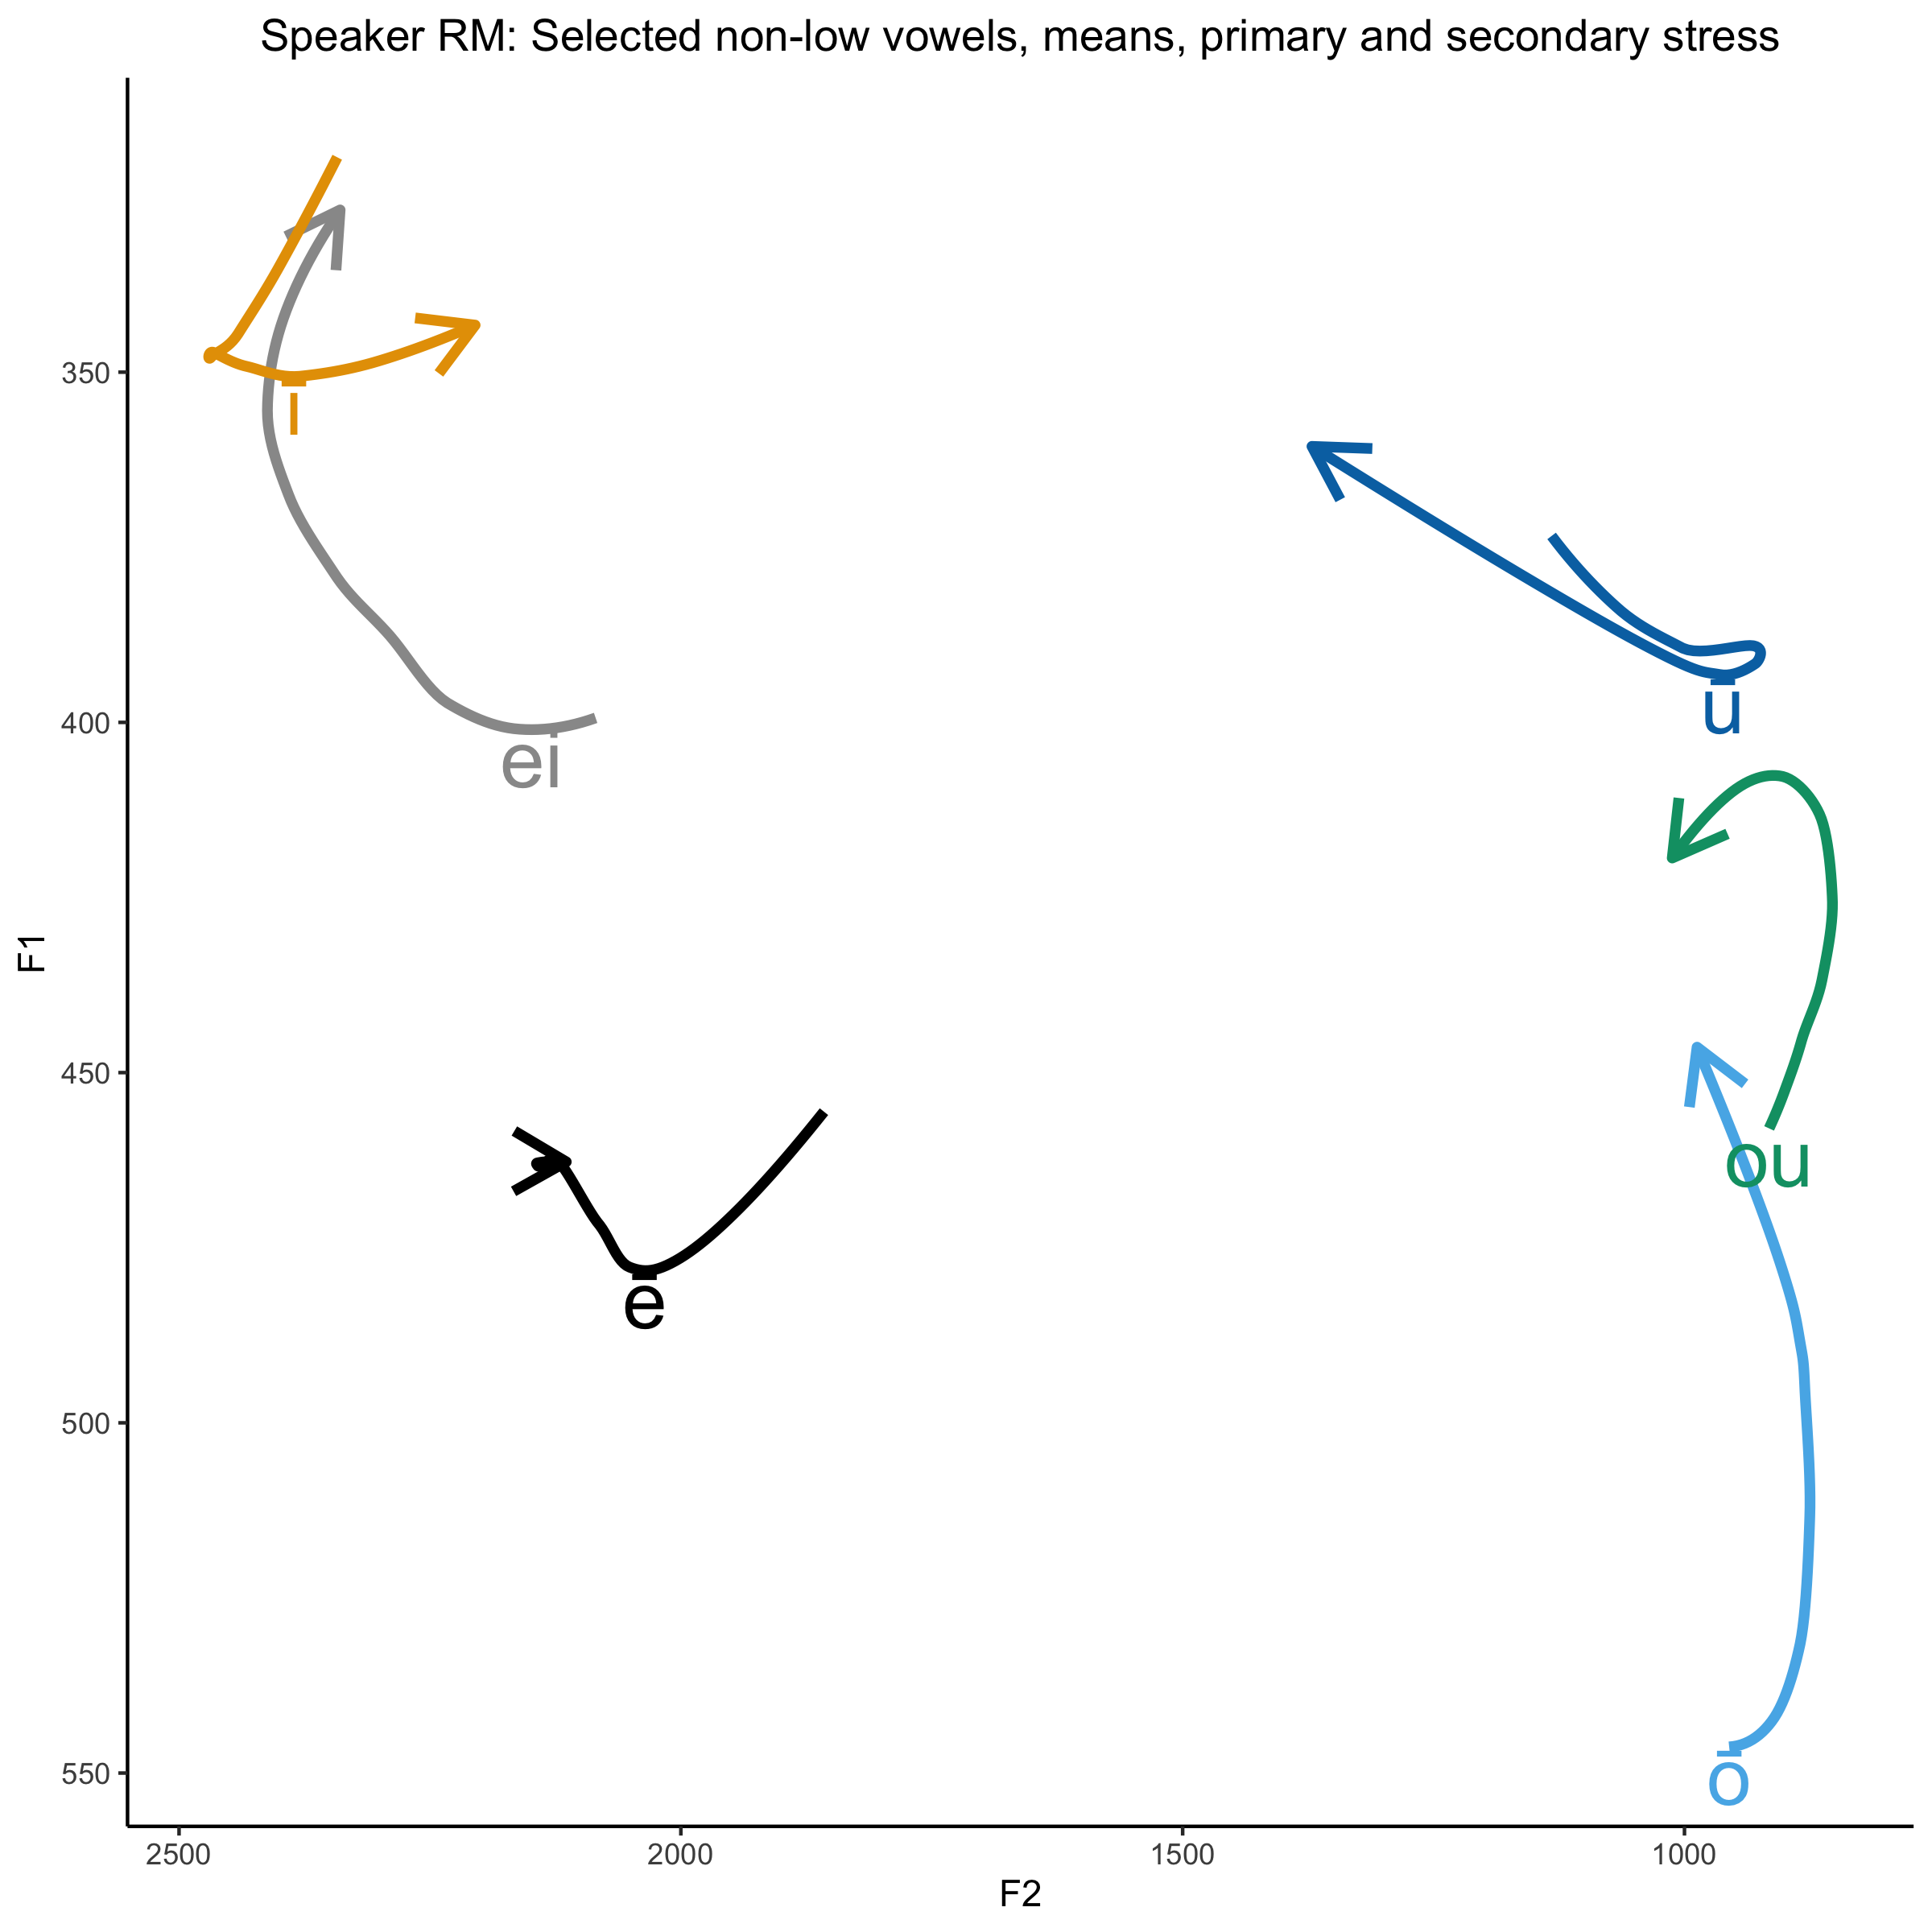 Speaker RM: Selected non-low vowels, means, primary and secondary stress
350
ī
ū
400
ei
F1
450
ou
ē
500
550
ō
2500 2000 1500 1000
F2